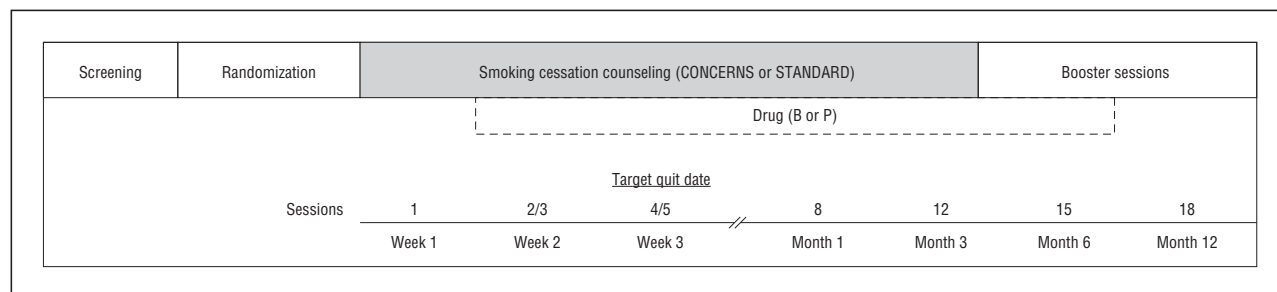 Screening Randomization Smoking cessation counseling (CONCERNS or STANDARD) Booster sessions
Drug (B or P)
Target quit date
Sessions 1 2/3 4/5 8 12 15 18
Week 1 Week 2 Week 3 Month 1 Month 3 Month 6 Month 12